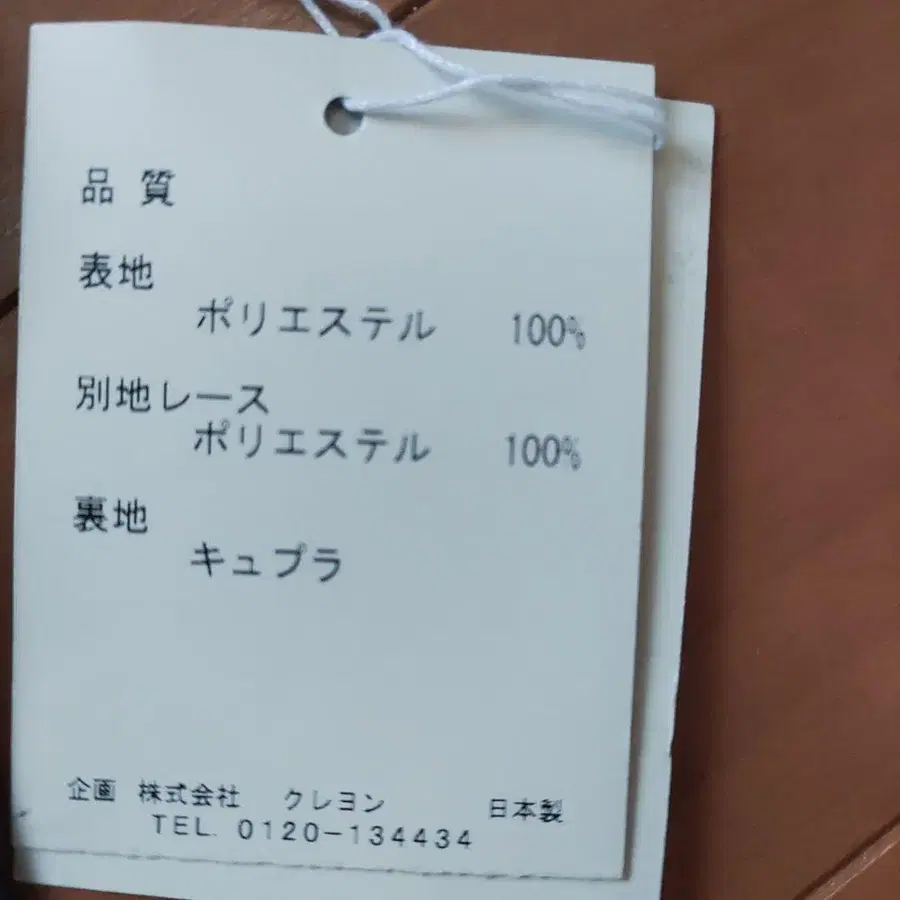 品 質
表地
ポリエステル 100%
別地レース
ポリエステル 100%
裏地
キュプラ
企画 株式会社 クレヨン 日本製
TEL. 0120-134434